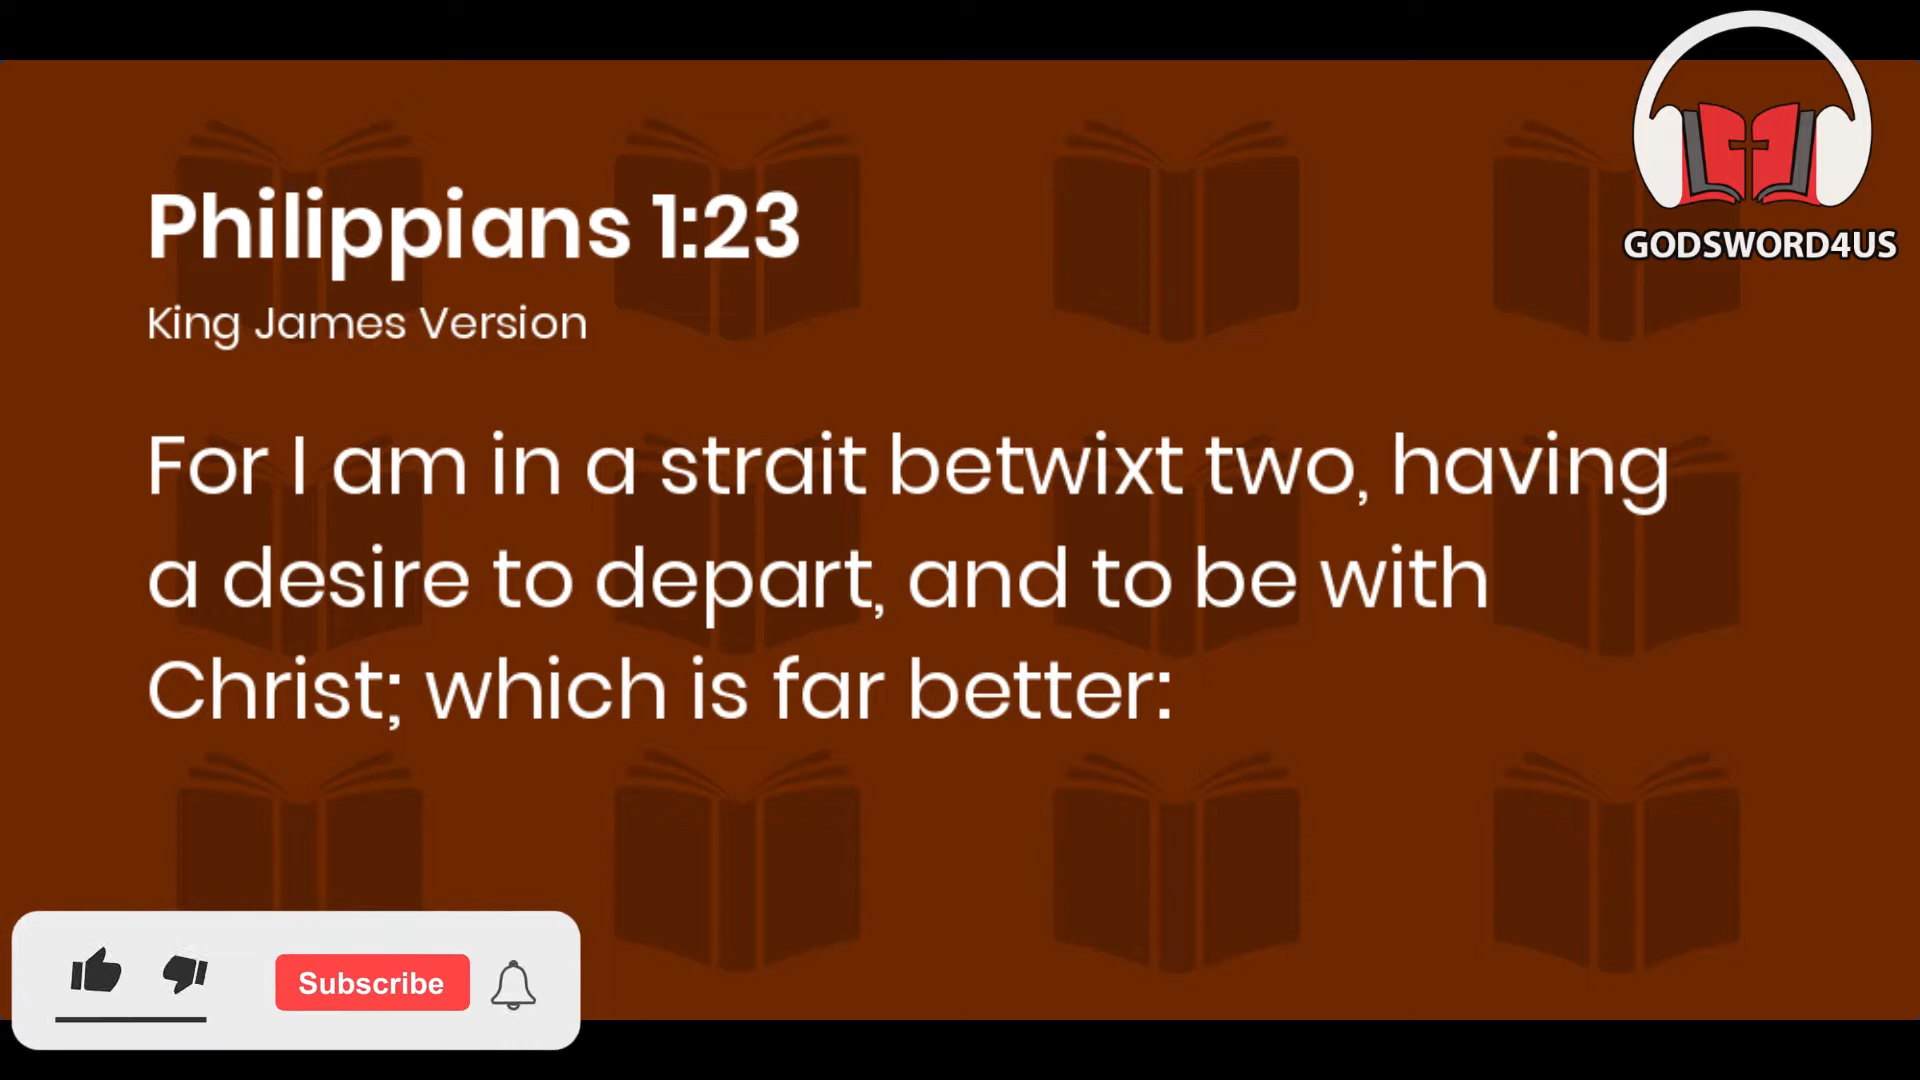 GODSWORD4US
Philippians 1:23
King James Version
For I am in a strait betwixt two, having
a desire to depart, and to be with
Christ; which is far better:
Subscribe